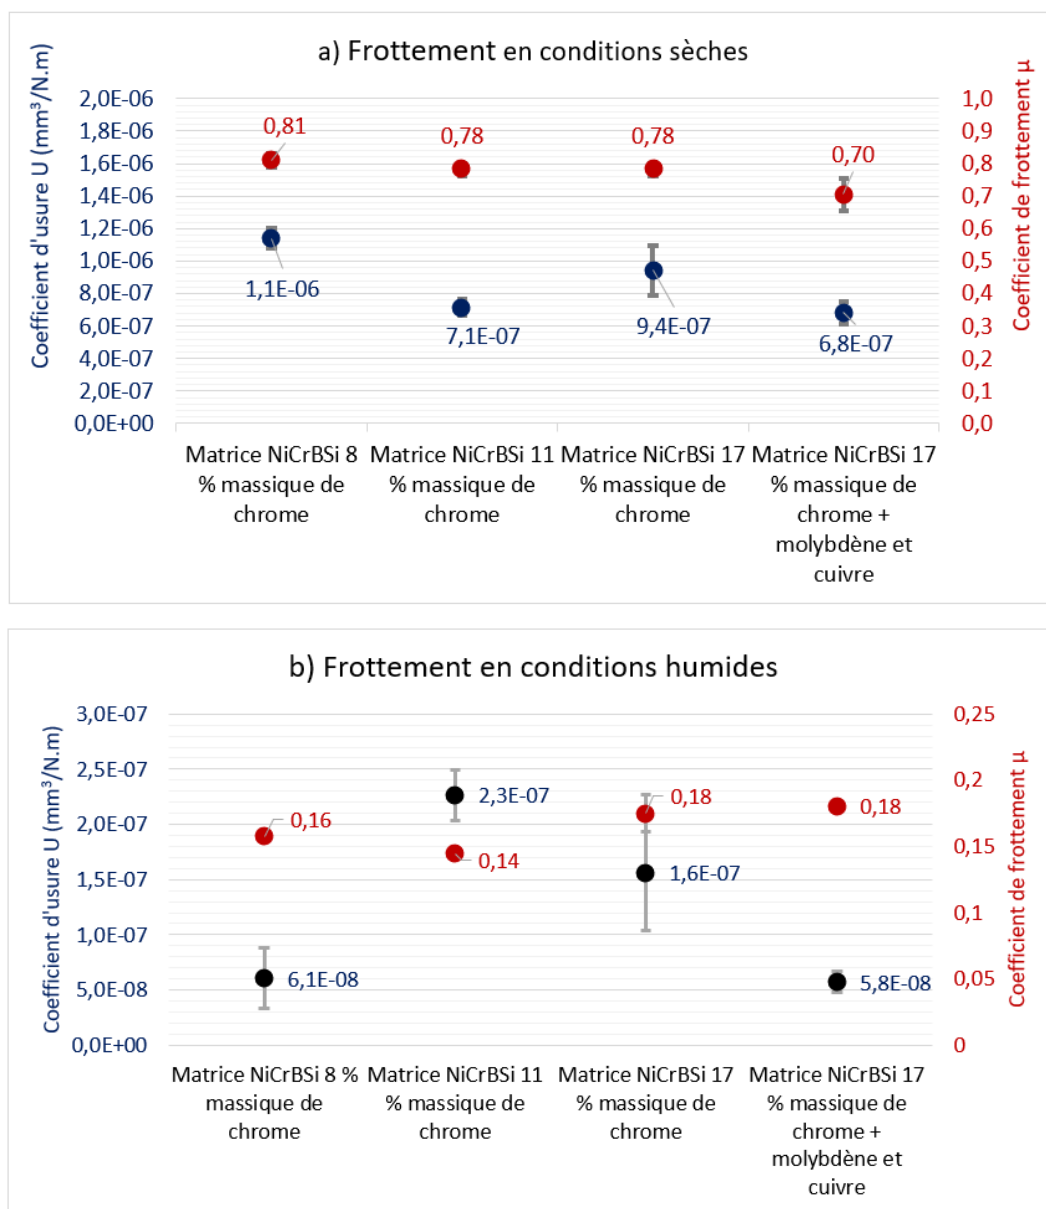 a) Frottement en conditions sèches
Coefficient d'usure U (mm³/N.m)
Coefficient de frottement µ
2,0E-06
1,8E-06
1,6E-06
1,4E-06
1,2E-06
1,0E-06
8,0E-07
6,0E-07
4,0E-07
2,0E-07
0,0E+00
1,0
0,9
0,8
0,7
0,6
0,5
0,4
0,3
0,2
0,1
0,0
0,81
0,78
0,78
0,70
1,1E-06
7,1E-07
9,4E-07
6,8E-07
Matrice NiCrBSi 8
% massique de
chrome
Matrice NiCrBSi 11
% massique de
chrome
Matrice NiCrBSi 17
% massique de
chrome
Matrice NiCrBSi 17
% massique de
chrome +
molybdène et
cuivre
b) Frottement en conditions humides
Coefficient d'usure U (mm³/N.m)
Coefficient de frottement µ
3,0E-07
2,5E-07
2,0E-07
1,5E-07
1,0E-07
5,0E-08
0,0E+00
0,25
0,2
0,15
0,1
0,05
0
0,16
0,14
0,18
0,18
6,1E-08
2,3E-07
1,6E-07
5,8E-08
Matrice NiCrBSi 8 %
massique de
chrome
Matrice NiCrBSi 11
% massique de
chrome
Matrice NiCrBSi 17
% massique de
chrome
Matrice NiCrBSi 17
% massique de
chrome +
molybdène et
cuivre